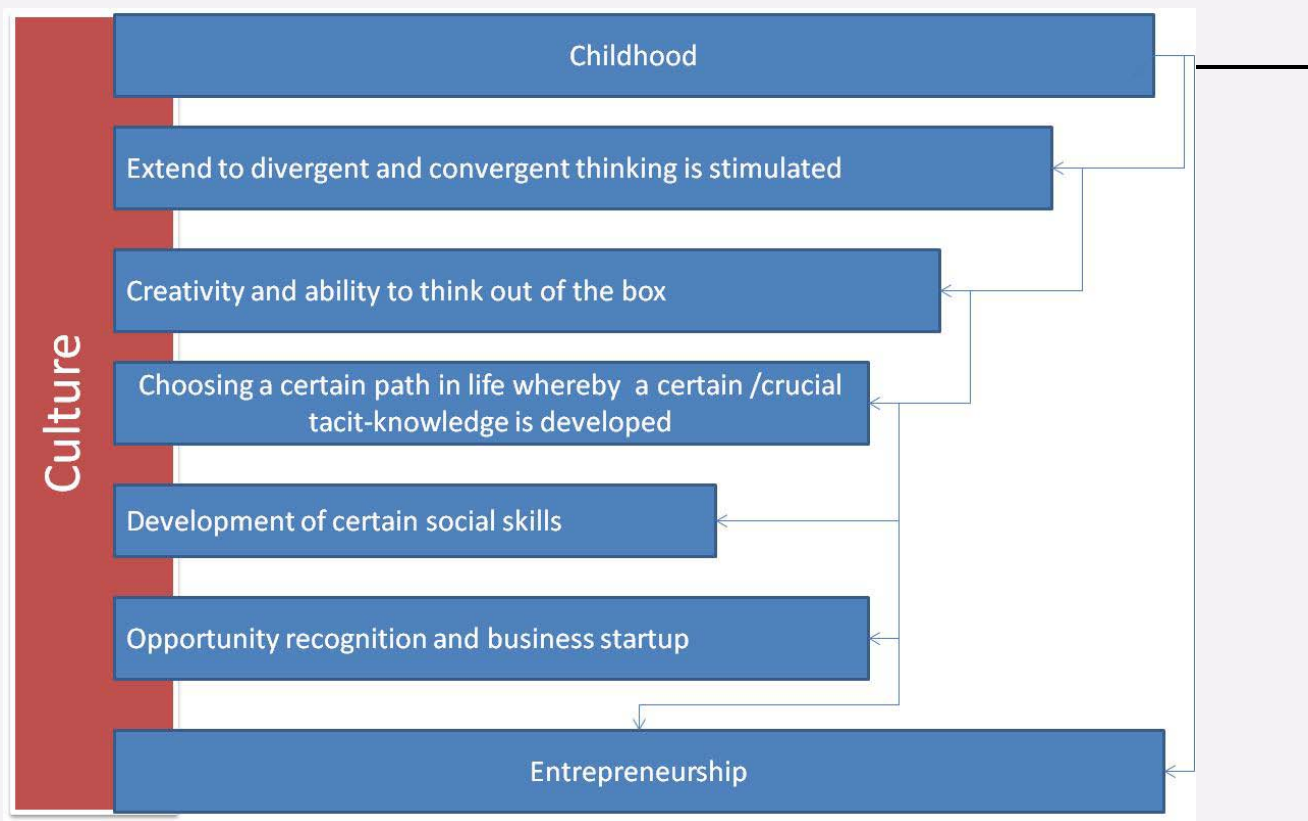 Culture
Childhood
Extend to divergent and convergent thinking is stimulated
Creativity and ability to think out of the box
Choosing a certain path in life whereby a certain /crucial
tacit-knowledge is developed
Development of certain social skills
Opportunity recognition and business startup
Entrepreneurship